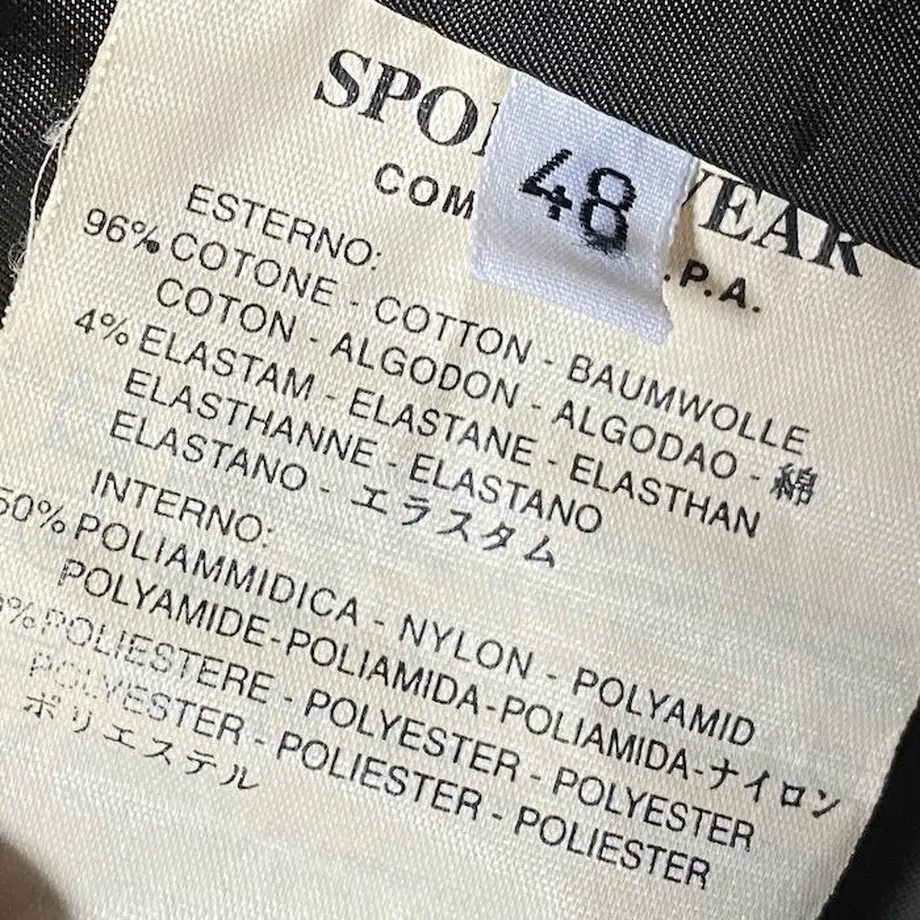 SPO
48
WEAR
COM
.P.A.
ESTERNO:
96% COTONE - COTTON - BAUMWOLLE
COTON - ALGODON - ALGODAO - 綿
4% ELASTAM - ELASTANE - ELASTHAN
ELASTHANNE - ELASTANO
ELASTANO - エラスタム
INTERNO:
50% POLIAMMIDICA - NYLON - POLYAMID
POLYAMIDE-POLIAMIDA-POLIAMIDA-ナイロン
% POLIESTERE - POLYESTER - POLYESTER
POLYESTER - POLIESTER - POLIESTER
ポリエステル